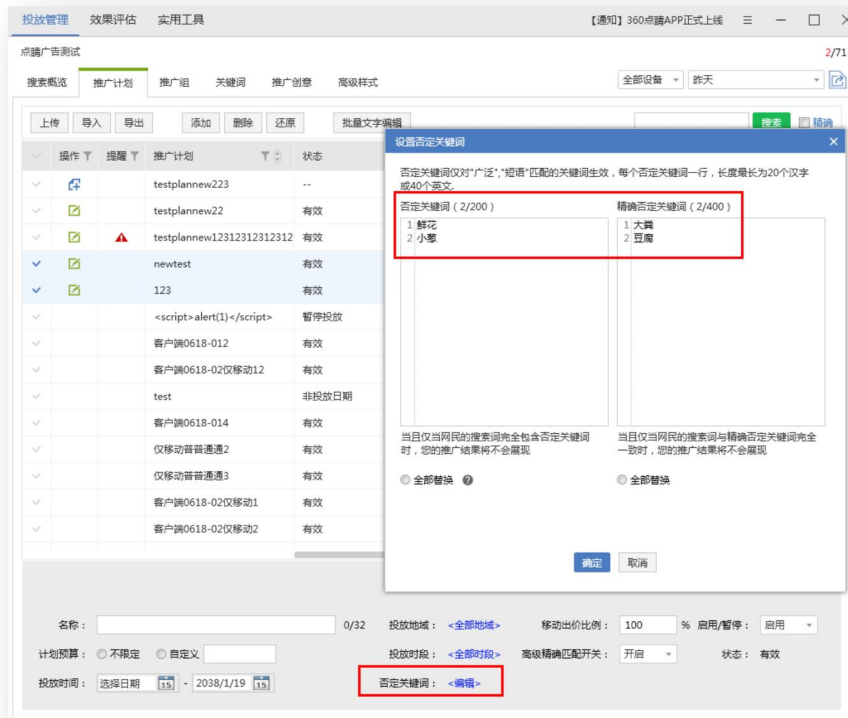 投放管理 效果评估 实用工具 【通知】360点睛APP正式上线
点睛广告测试 2/71
搜索概览 推广计划 推广组 关键词 推广创意 高级样式 全部设备 昨天
上传 导入 导出 添加 删除 还原 批量文字编辑 搜索 精确
操作 提醒 推广计划 状态
testplannew223 --
testplannew22 有效
testplannew12312312312312 有效
newtest 有效
123 有效
<script>alert(1)</script> 暂停投放
客户端0618-012 有效
客户端0618-02仅移动12 有效
test 非投放日期
客户端0618-014 有效
仅移动普普通通2 有效
仅移动普普通通3 有效
客户端0618-02仅移动1 有效
客户端0618-02仅移动2 有效
设置否定关键词
否定关键词仅对"广泛","短语"匹配的关键词生效，每个否定关键词一行，长度最长为20个汉字
或40个英文.
否定关键词（2/200） 精确否定关键词（2/400）
1 鲜花 1 大粪
2 小葱 2 豆腐
当且仅当网民的搜索词完全包含否定关键词 当且仅当网民的搜索词与精确否定关键词完全
时，您的推广结果将不会展现 一致时，您的推广结果将不会展现
全部替换 全部替换
确定 取消
名称： 0/32 投放地域： <全部地域> 移动出价比例： 100 % 启用/暂停： 启用
计划预算： 不限定 自定义 投放时段： <全部时段> 高级精确匹配开关： 开启 状态： 有效
投放时间： 选择日期 15 - 2038/1/19 15 否定关键词： <编辑>